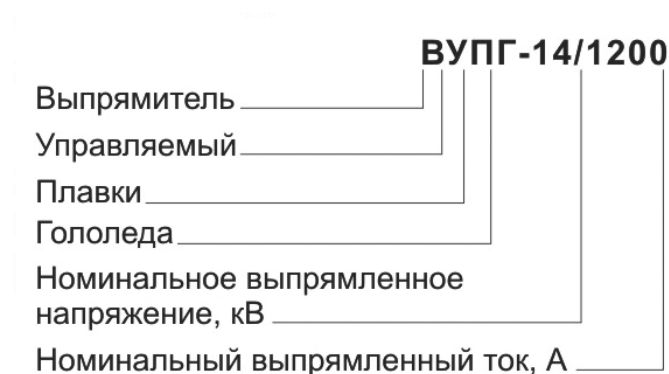 ВУПГ-14/1200
Выпрямитель
Управляемый
Плавки
Гололеда
Номинальное выпрямленное
напряжение, кВ
Номинальный выпрямленный ток, А